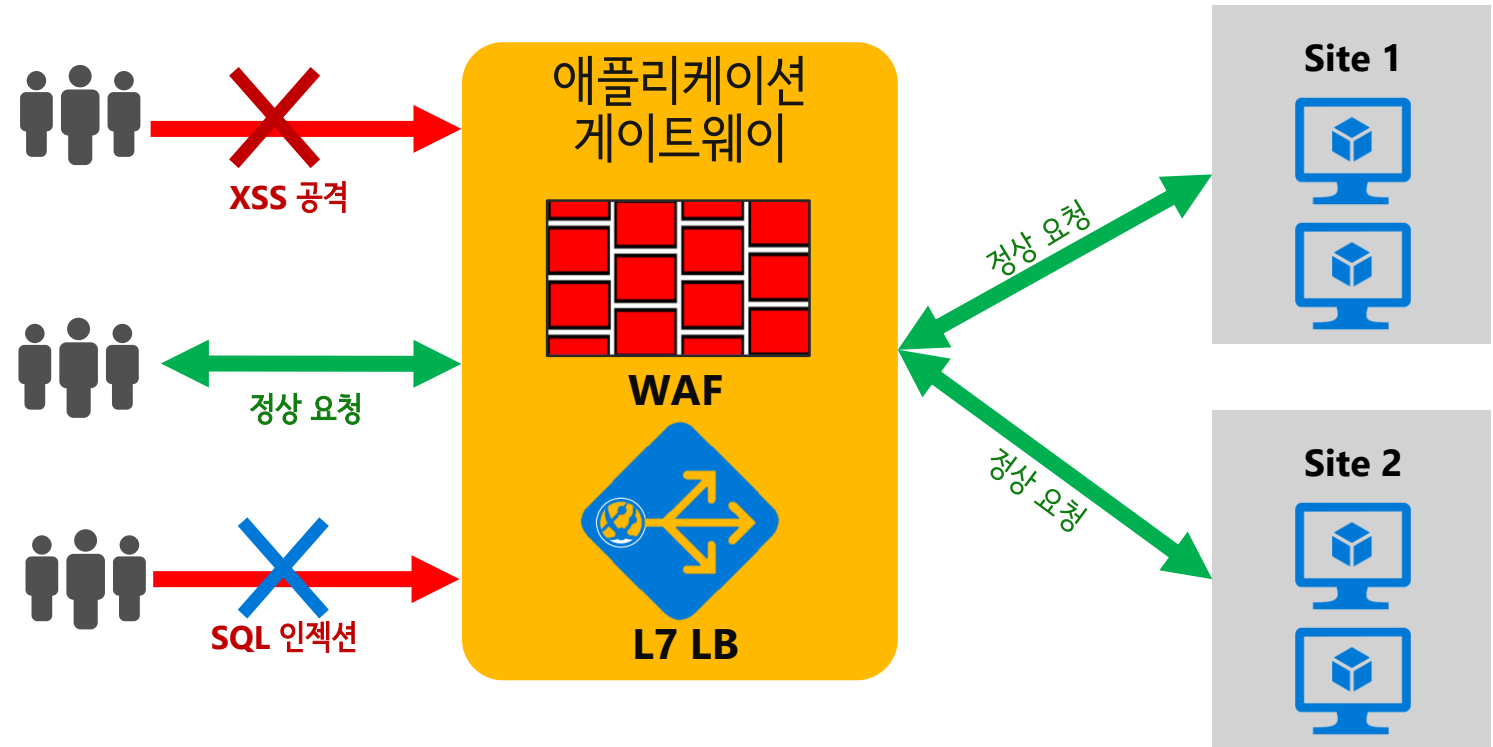 애플리케이션
게이트웨이
XSS 공격
정상 요청
SQL 인젝션
WAF
L7 LB
정상 요청
정상 요청
Site 1
Site 2